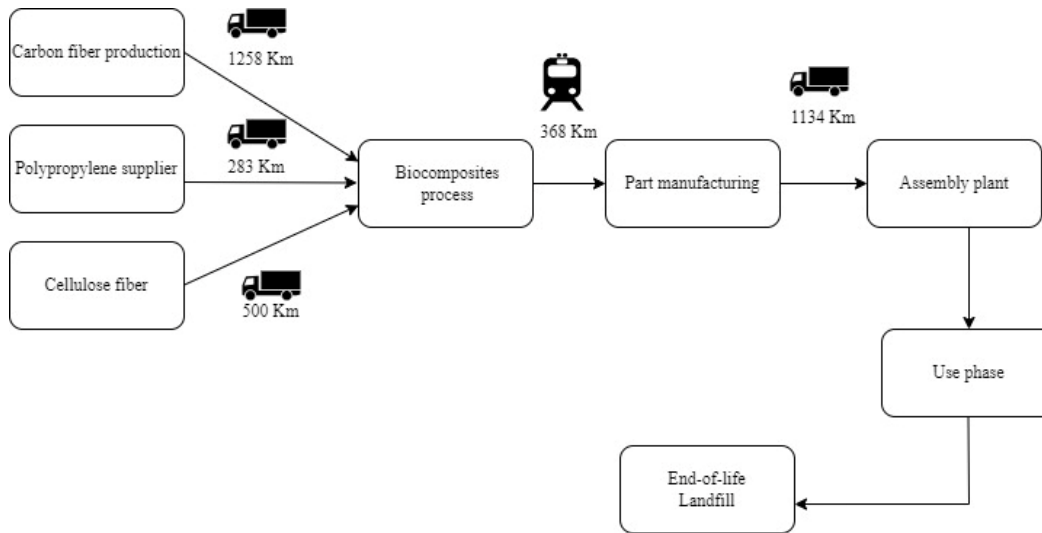 Carbon fiber production
1258 Km
Polypropylene supplier
283 Km
Cellulose fiber
500 Km
Biocomposites
process
368 Km
Part manufacturing
1134 Km
Assembly plant
Use phase
End-of-life
Landfill